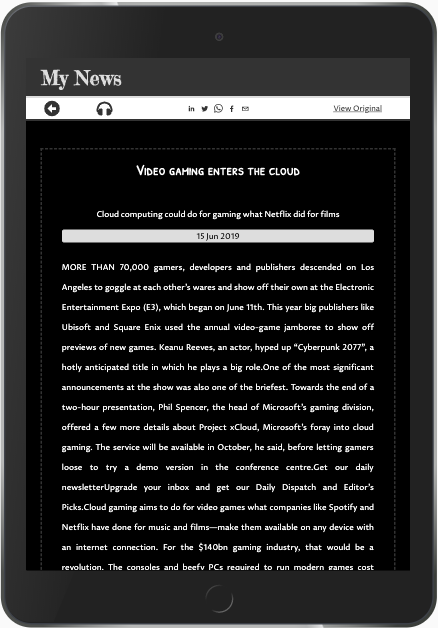 My News
View Original
Video gaming enters the cloud
Cloud computing could do for gaming what Netflix did for films
15 Jun 2019
MORE THAN 70,000 gamers, developers and publishers descended on Los
Angeles to goggle at each other’s wares and show off their own at the Electronic
Entertainment Expo (E3), which began on June 11th. This year big publishers like
Ubisoft and Square Enix used the annual video-game jamboree to show off
previews of new games. Keanu Reeves, an actor, hyped up “Cyberpunk 2077”, a
hotly anticipated title in which he plays a big role.One of the most significant
announcements at the show was also one of the briefest. Towards the end of a
two-hour presentation, Phil Spencer, the head of Microsoft’s gaming division,
offered a few more details about Project xCloud, Microsoft’s foray into cloud
gaming. The service will be available in October, he said, before letting gamers
loose to try a demo version in the conference centre.Get our daily
newsletterUpgrade your inbox and get our Daily Dispatch and Editor’s
Picks.Cloud gaming aims to do for video games what companies like Spotify and
Netflix have done for music and films—make them available on any device with
an internet connection. For the $140bn gaming industry, that would be a
revolution. The consoles and beefy PCs required to run modern games cost